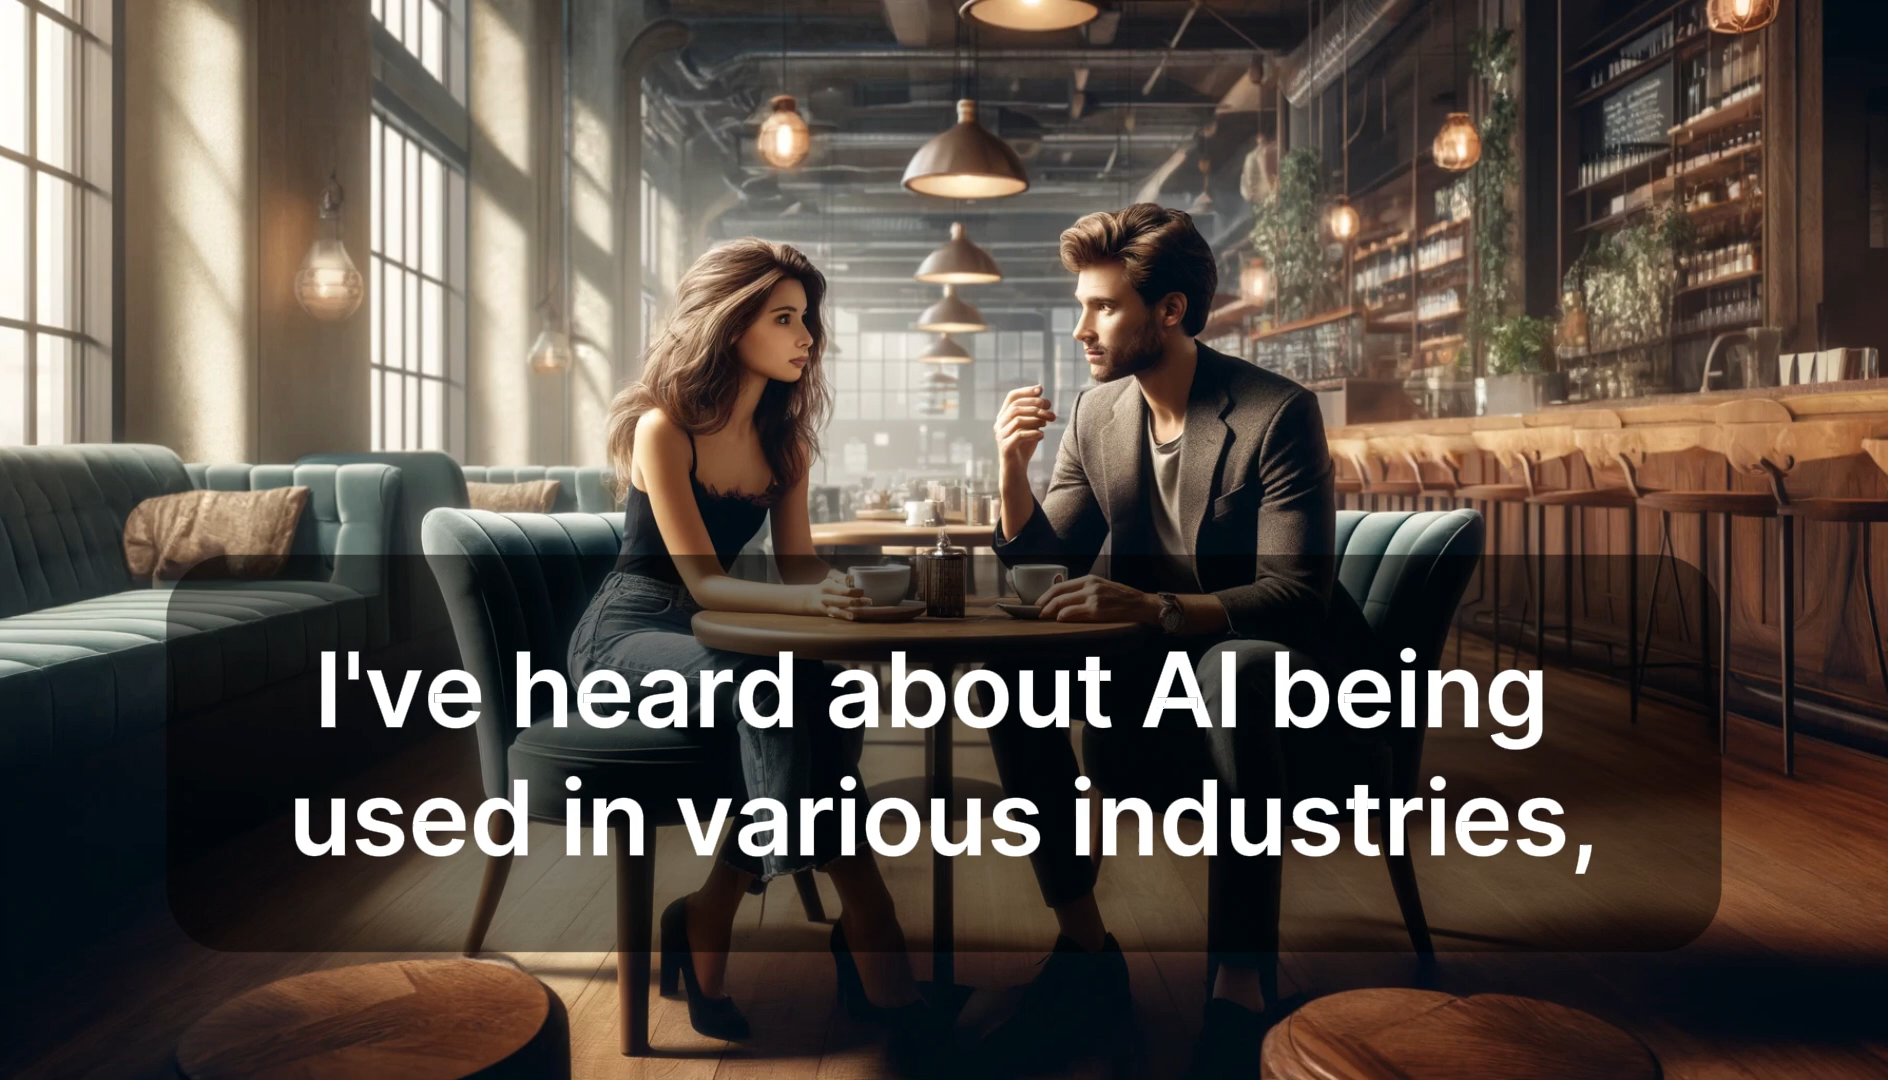 I've heard about AI being
used in various industries,